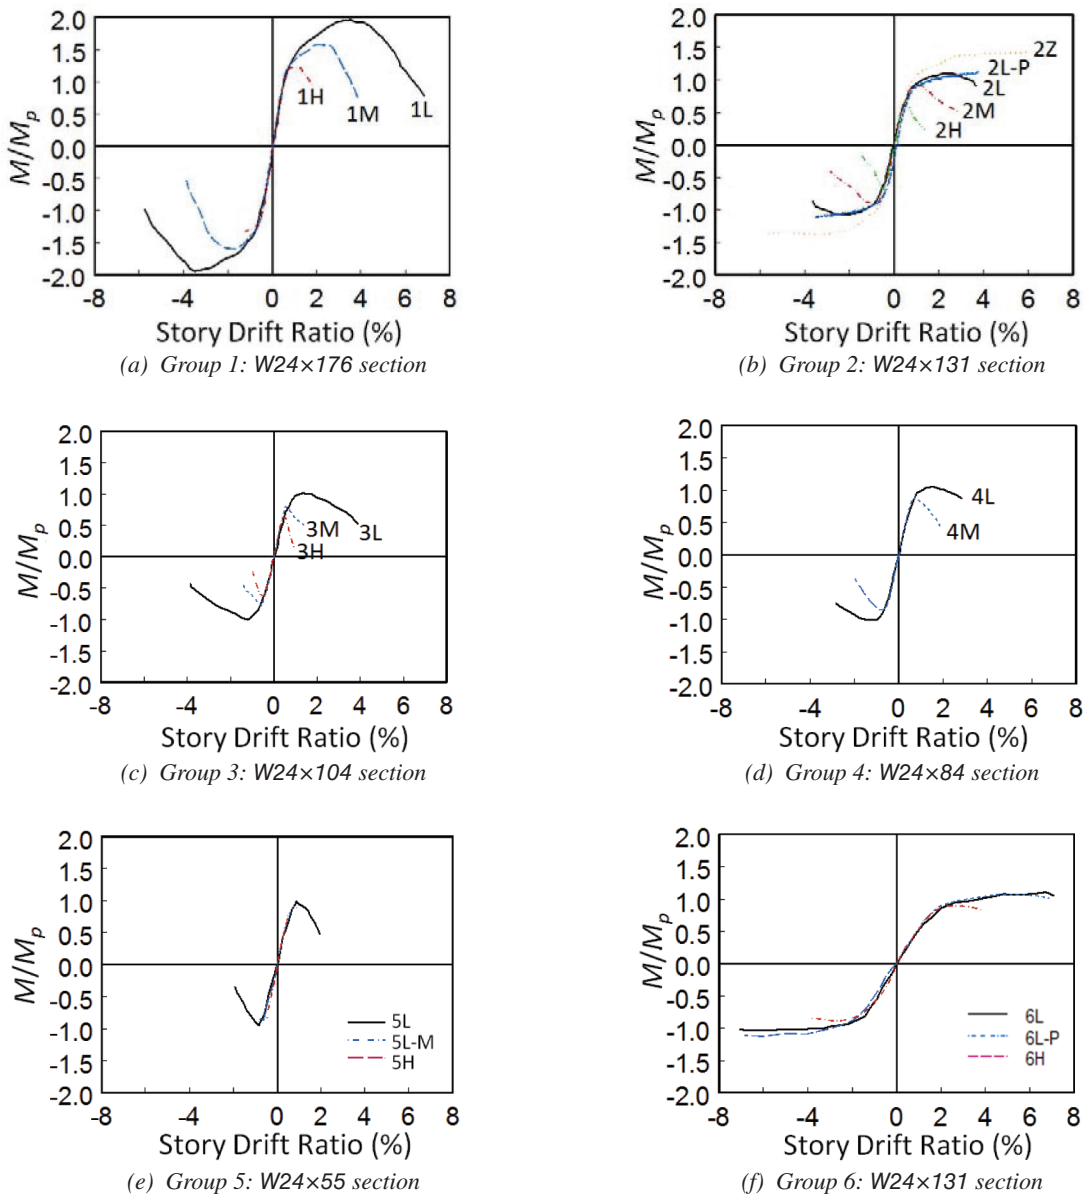 2.0
1.5
1.0
0.5
0.0
-0.5
-1.0
-1.5
-2.0
M/Mp
1H
1M
1L
-8 -4 0 2 4 6 8
Story Drift Ratio (%)
(a) Group 1: W24×176 section
2.0
1.5
1.0
0.5
0.0
-0.5
-1.0
-1.5
-2.0
M/Mp
2Z
2L-P
2L
2M
2H
-8 -4 0 2 4 6 8
Story Drift Ratio (%)
(b) Group 2: W24×131 section
2.0
1.5
1.0
0.5
0.0
-0.5
-1.0
-1.5
-2.0
M/Mp
3M
3L
3H
-8 -4 0 2 4 6 8
Story Drift Ratio (%)
(c) Group 3: W24×104 section
2.0
1.5
1.0
0.5
0.0
-0.5
-1.0
-1.5
-2.0
M/Mp
4L
4M
-8 -4 0 2 4 6 8
Story Drift Ratio (%)
(d) Group 4: W24×84 section
2.0
1.5
1.0
0.5
0.0
-0.5
-1.0
-1.5
-2.0
M/Mp
5L
5L-M
5H
-8 -4 0 2 4 6 8
Story Drift Ratio (%)
(e) Group 5: W24×55 section
2.0
1.5
1.0
0.5
0.0
-0.5
-1.0
-1.5
-2.0
M/Mp
6L
6L-P
6H
-8 -4 0 2 4 6 8
Story Drift Ratio (%)
(f) Group 6: W24×131 section